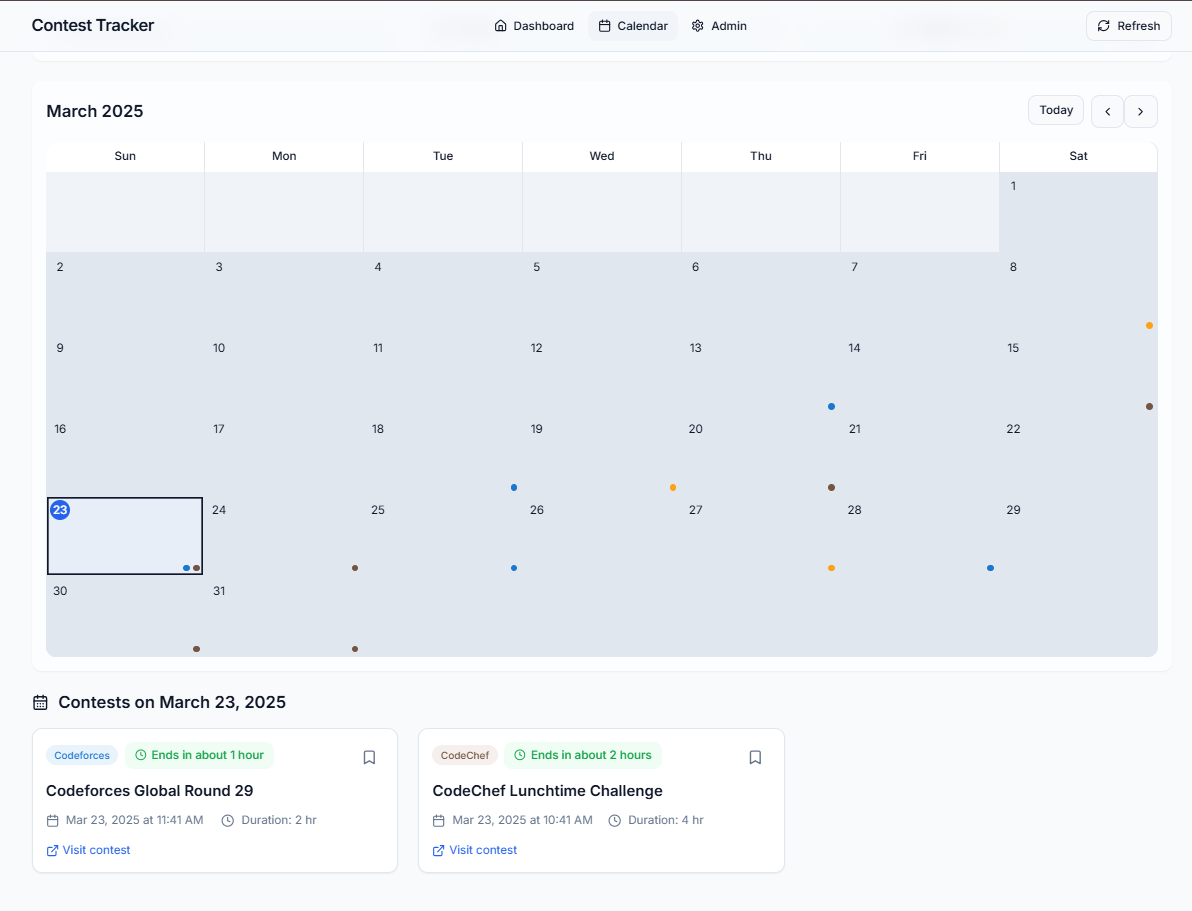 Contest Tracker Dashboard Calendar Admin Refresh
March 2025 Today
Sun Mon Tue Wed Thu Fri Sat
1
2 3 4 5 6 7 8
9 10 11 12 13 14 15
16 17 18 19 20 21 22
23 24 25 26 27 28 29
30 31
Contests on March 23, 2025
Codeforces Ends in about 1 hour
Codeforces Global Round 29
Mar 23, 2025 at 11:41 AM Duration: 2 hr
Visit contest
CodeChef Ends in about 2 hours
CodeChef Lunchtime Challenge
Mar 23, 2025 at 10:41 AM Duration: 4 hr
Visit contest